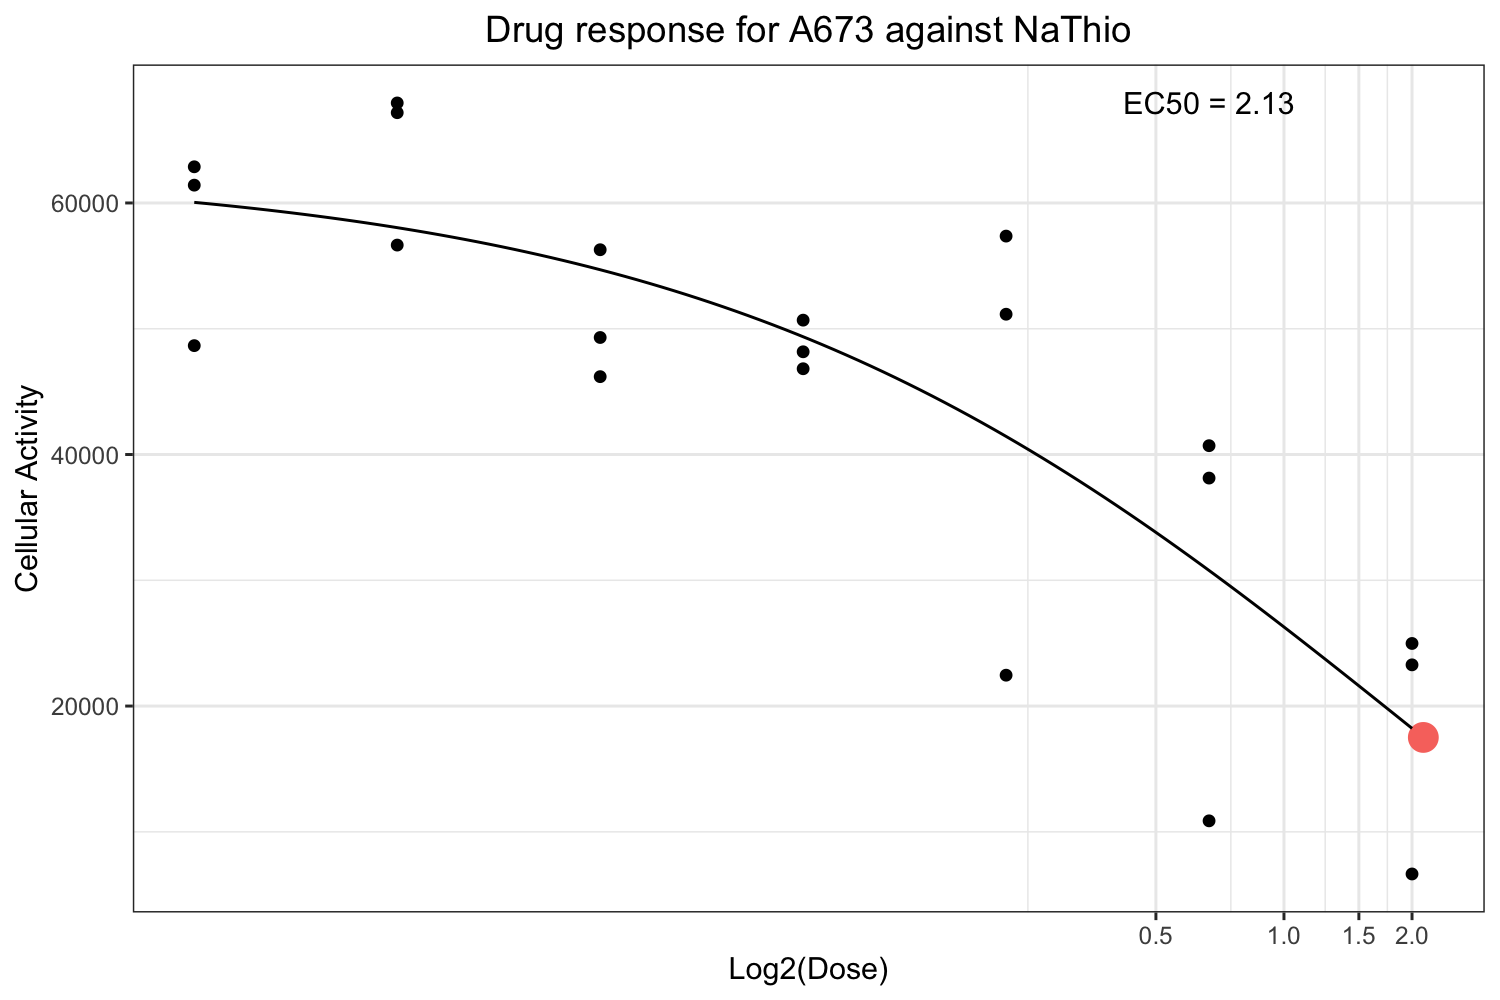 Drug response for A673 against NaThio
EC50 = 2.13
60000
40000
20000
Cellular Activity
0.5 1.0 1.5 2.0
Log2(Dose)